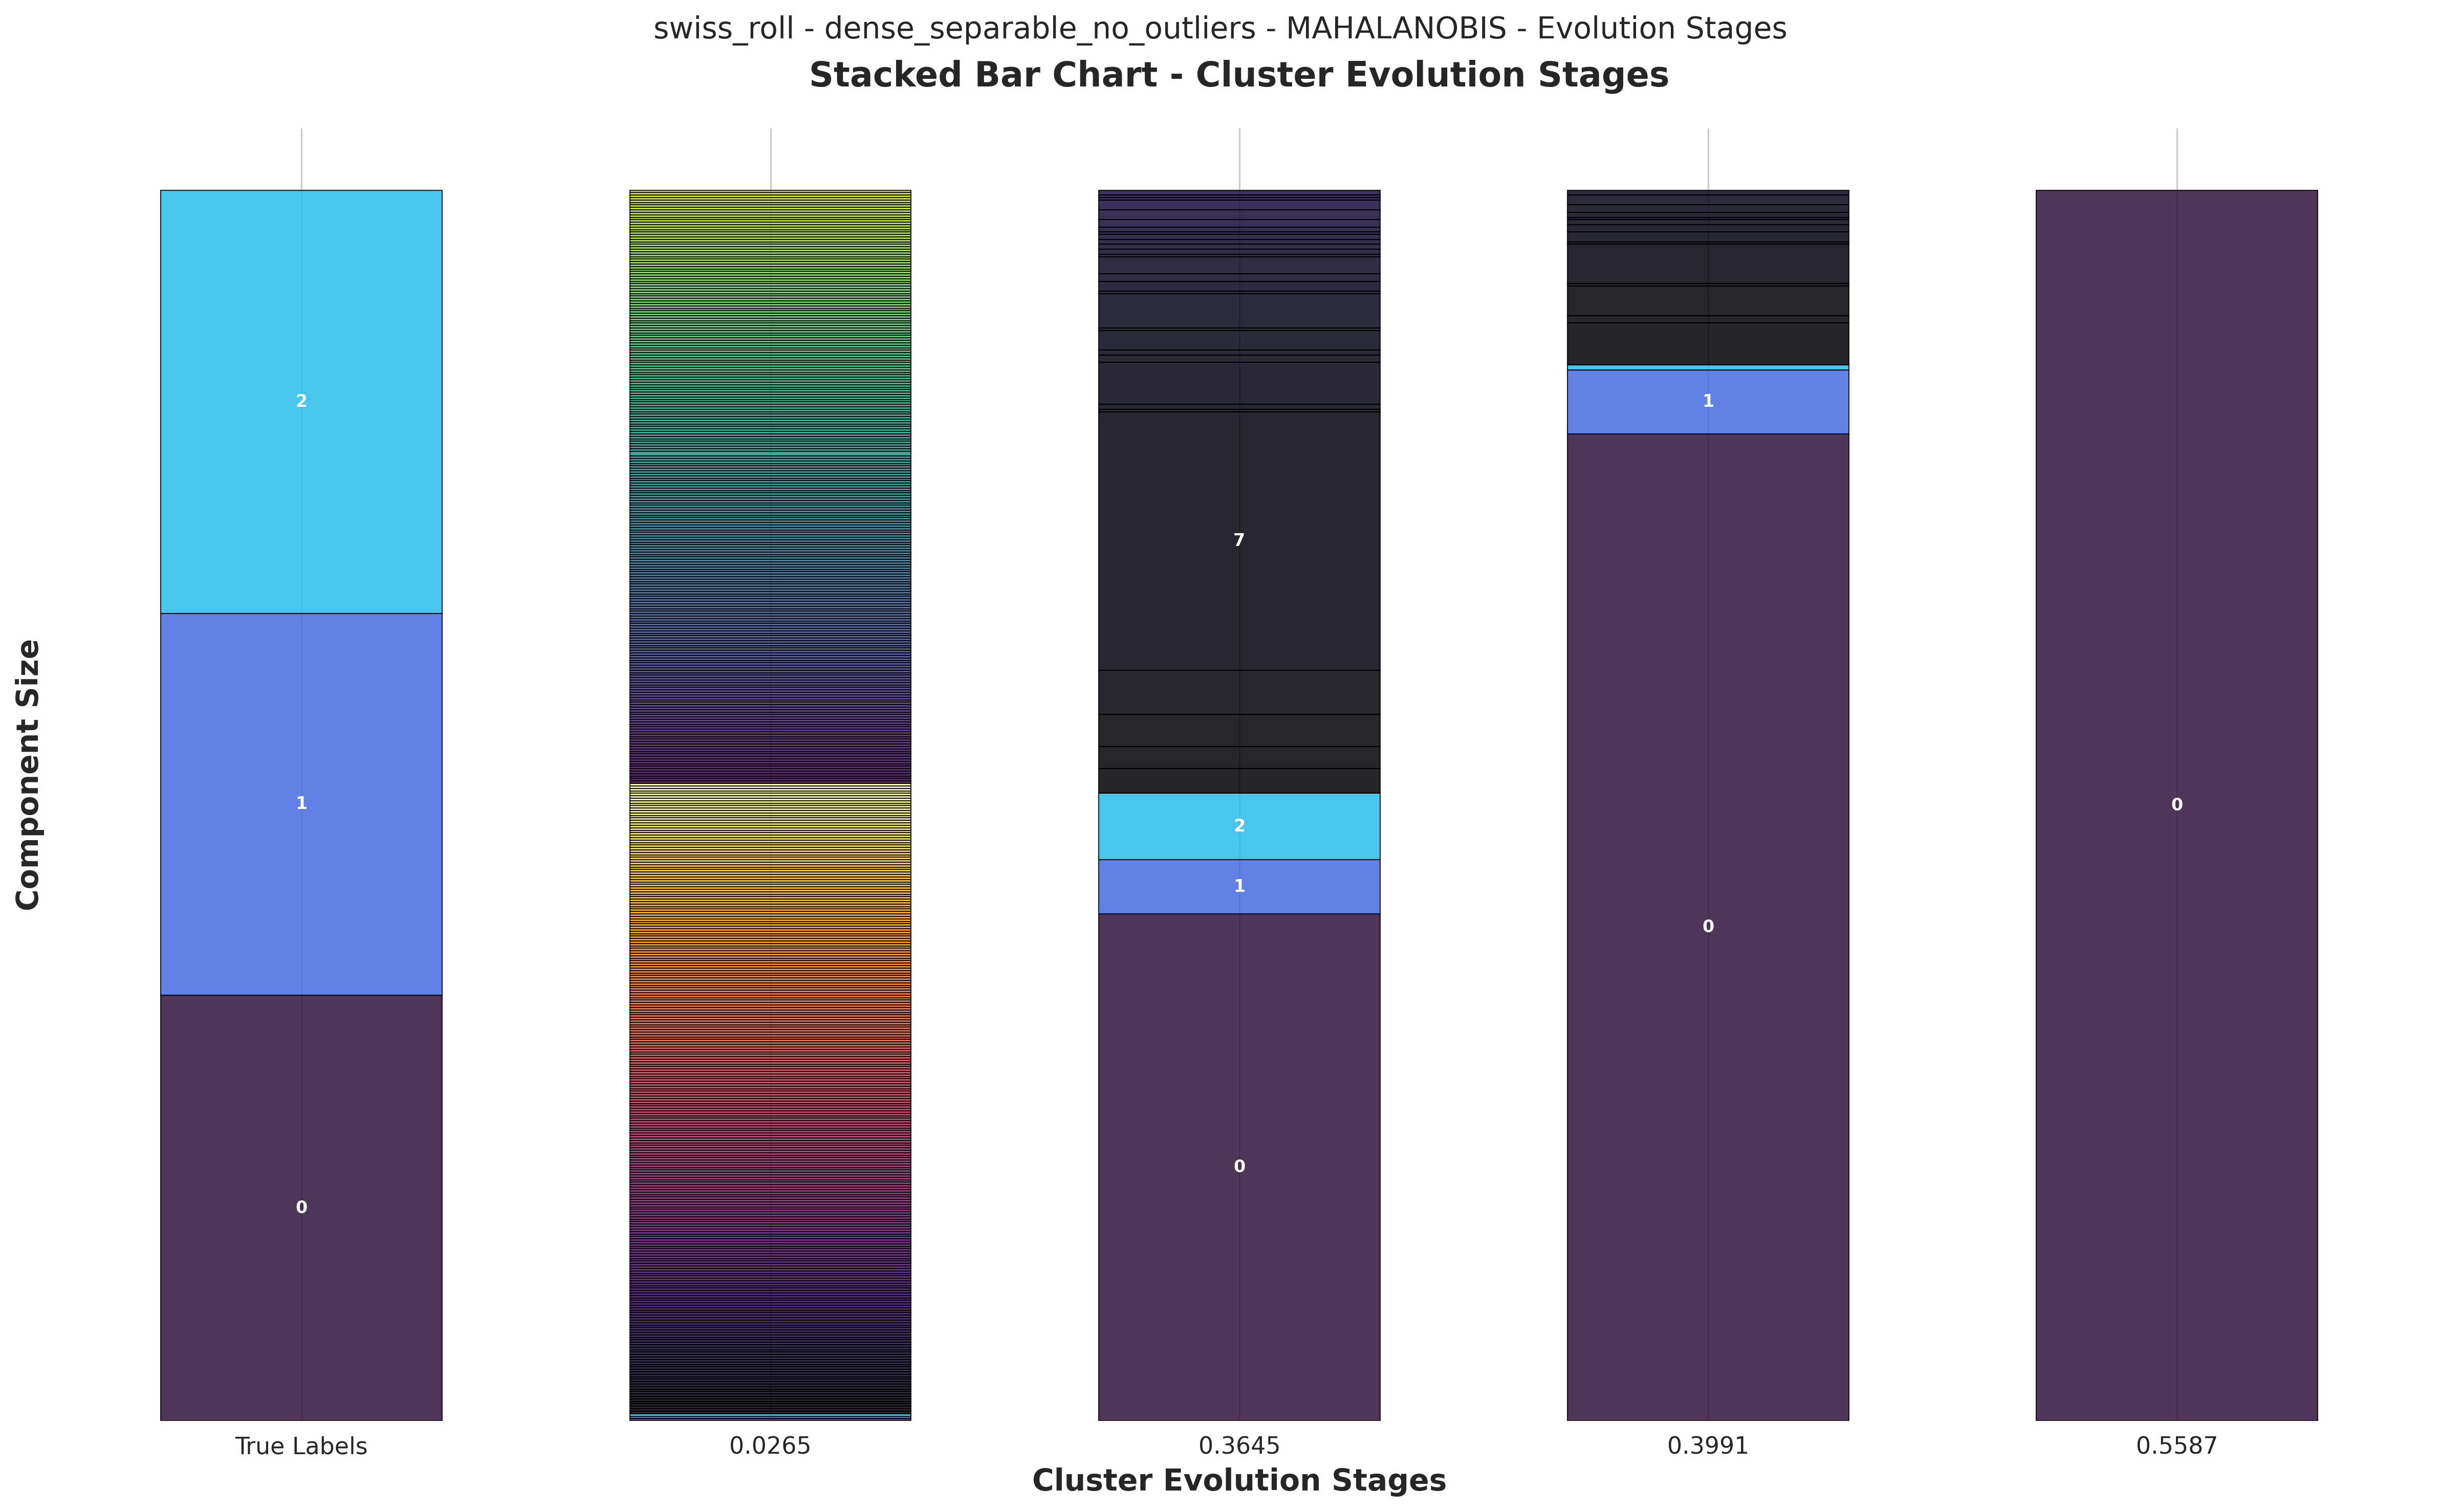 swiss_roll - dense_separable_no_outliers - MAHALANOBIS - Evolution Stages
Stacked Bar Chart - Cluster Evolution Stages
Component Size
2
1
0
7
2
1
0
1
0
0
True Labels
0.0265
0.3645
0.3991
0.5587
Cluster Evolution Stages